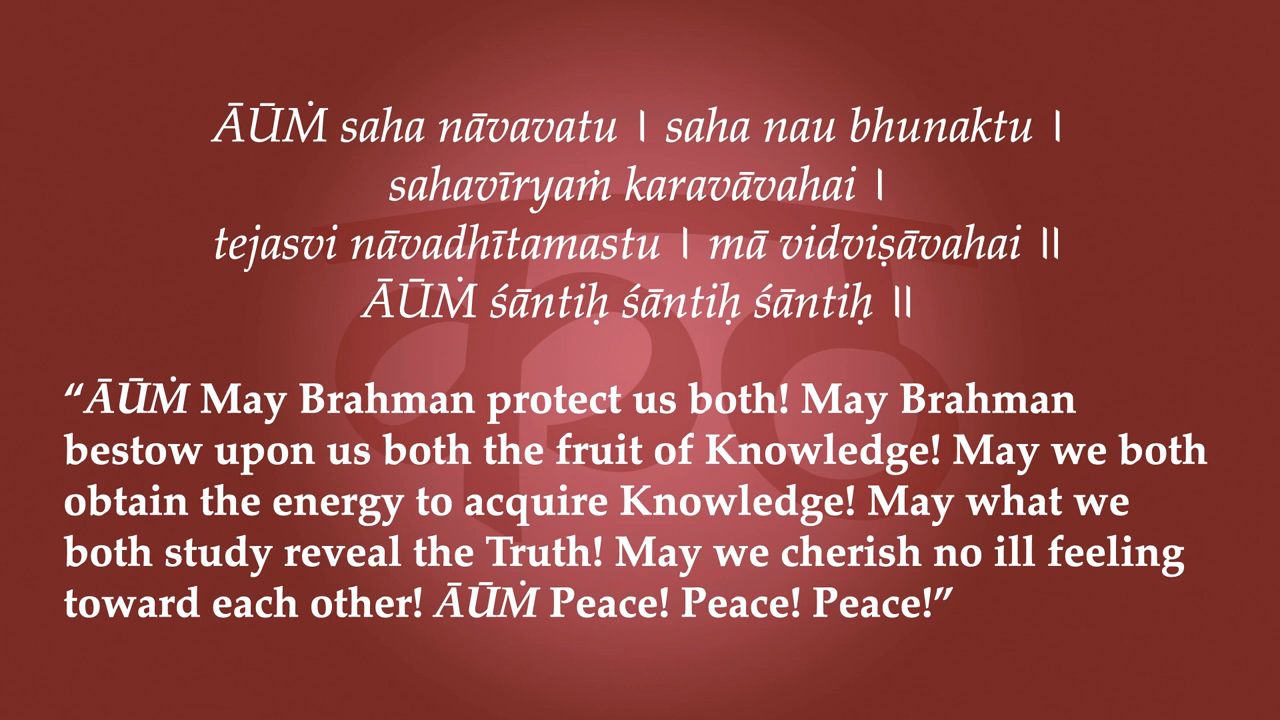 ĀŪṀ saha nāvavatu । saha nau bhunaktu ।
sahavīryaṁ karavāvahai ।
tejasvi nāvadhītamastu । mā vidviṣāvahai ॥
ĀŪṀ śāntiḥ śāntiḥ śāntiḥ ॥
“ĀŪṀ May Brahman protect us both! May Brahman
bestow upon us both the fruit of Knowledge! May we both
obtain the energy to acquire Knowledge! May what we
both study reveal the Truth! May we cherish no ill feeling
toward each other! ĀŪṀ Peace! Peace! Peace!”